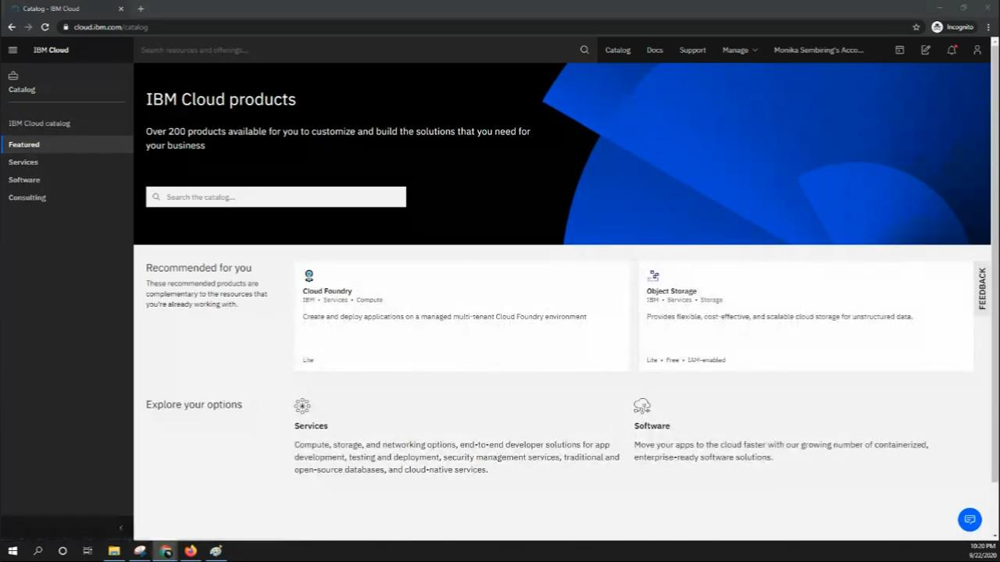 Catalog - IBM Cloud
cloud.ibm.com/catalog
Incognito
IBM Cloud
Search resources and offerings...
Catalog
Docs
Support
Manage
Monika Sembiring's Acco...
Catalog
IBM Cloud catalog
Featured
Services
Software
Consulting
IBM Cloud products
Over 200 products available for you to customize and build the solutions that you need for
your business
Search the catalog...
Recommended for you
These recommended products are
complementary to the resources that
you're already working with.
Cloud Foundry
IBM • Services • Compute
Create and deploy applications on a managed multi-tenant Cloud Foundry environment
Lite
Object Storage
IBM • Services • Storage
Provides flexible, cost-effective, and scalable cloud storage for unstructured data.
Lite • Free • IAM-enabled
FEEDBACK
Explore your options
Services
Compute, storage, and networking options, end-to-end developer solutions for app
development, testing and deployment, security management services, traditional and
open-source databases, and cloud-native services.
Software
Move your apps to the cloud faster with our growing number of containerized,
enterprise-ready software solutions.
10:20 PM
9/22/2020